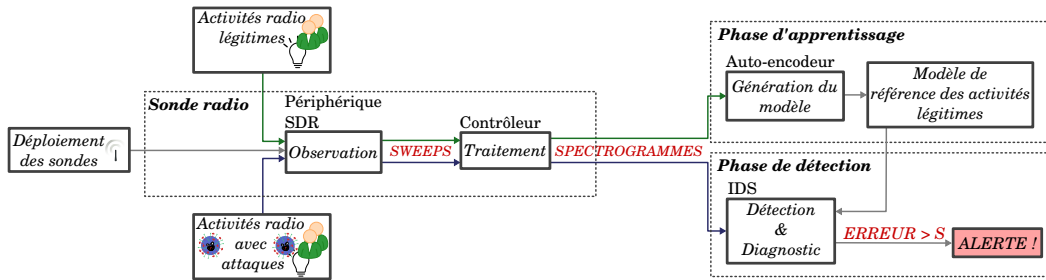 Activités radio
légitimes
Sonde radio
Périphérique
SDR
Observation
Déploiement
des sondes
SWEEPS
Contrôleur
Traitement
SPECTROGRAMMES
Activités radio
avec
attaques
Phase d'apprentissage
Auto-encodeur
Génération du
modèle
Modèle de
référence des activités
légitimes
Phase de détection
IDS
Détection
&
Diagnostic
ERREUR > S
ALERTE !